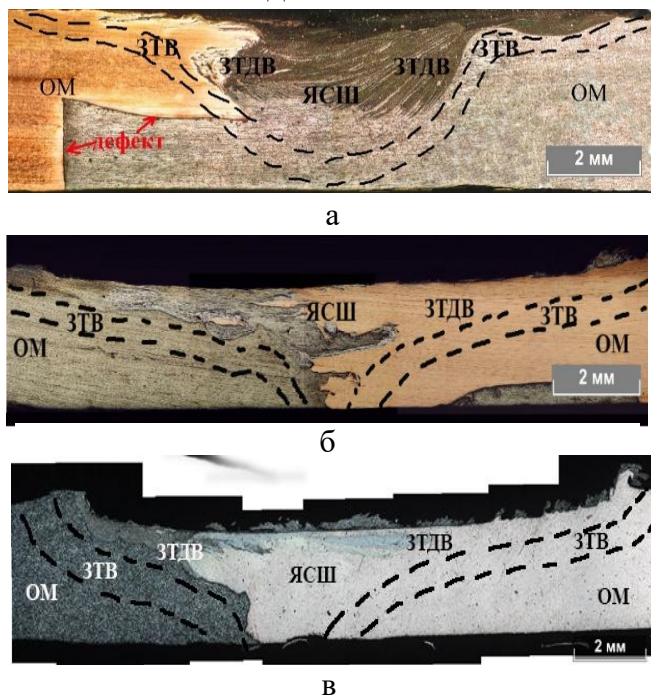 ЗТВ ЗТДВ ЗТДВ ЗТВ
ОМ ЯСШ ОМ
дефект
2 мм
а
ЯСШ ЗТДВ
ЗТВ ЗТВ
ОМ ОМ
2 мм
б
ЗТДВ ЗТДВ ЗТВ
ЗТВ ЯСШ
ОМ ОМ
2 мм
в